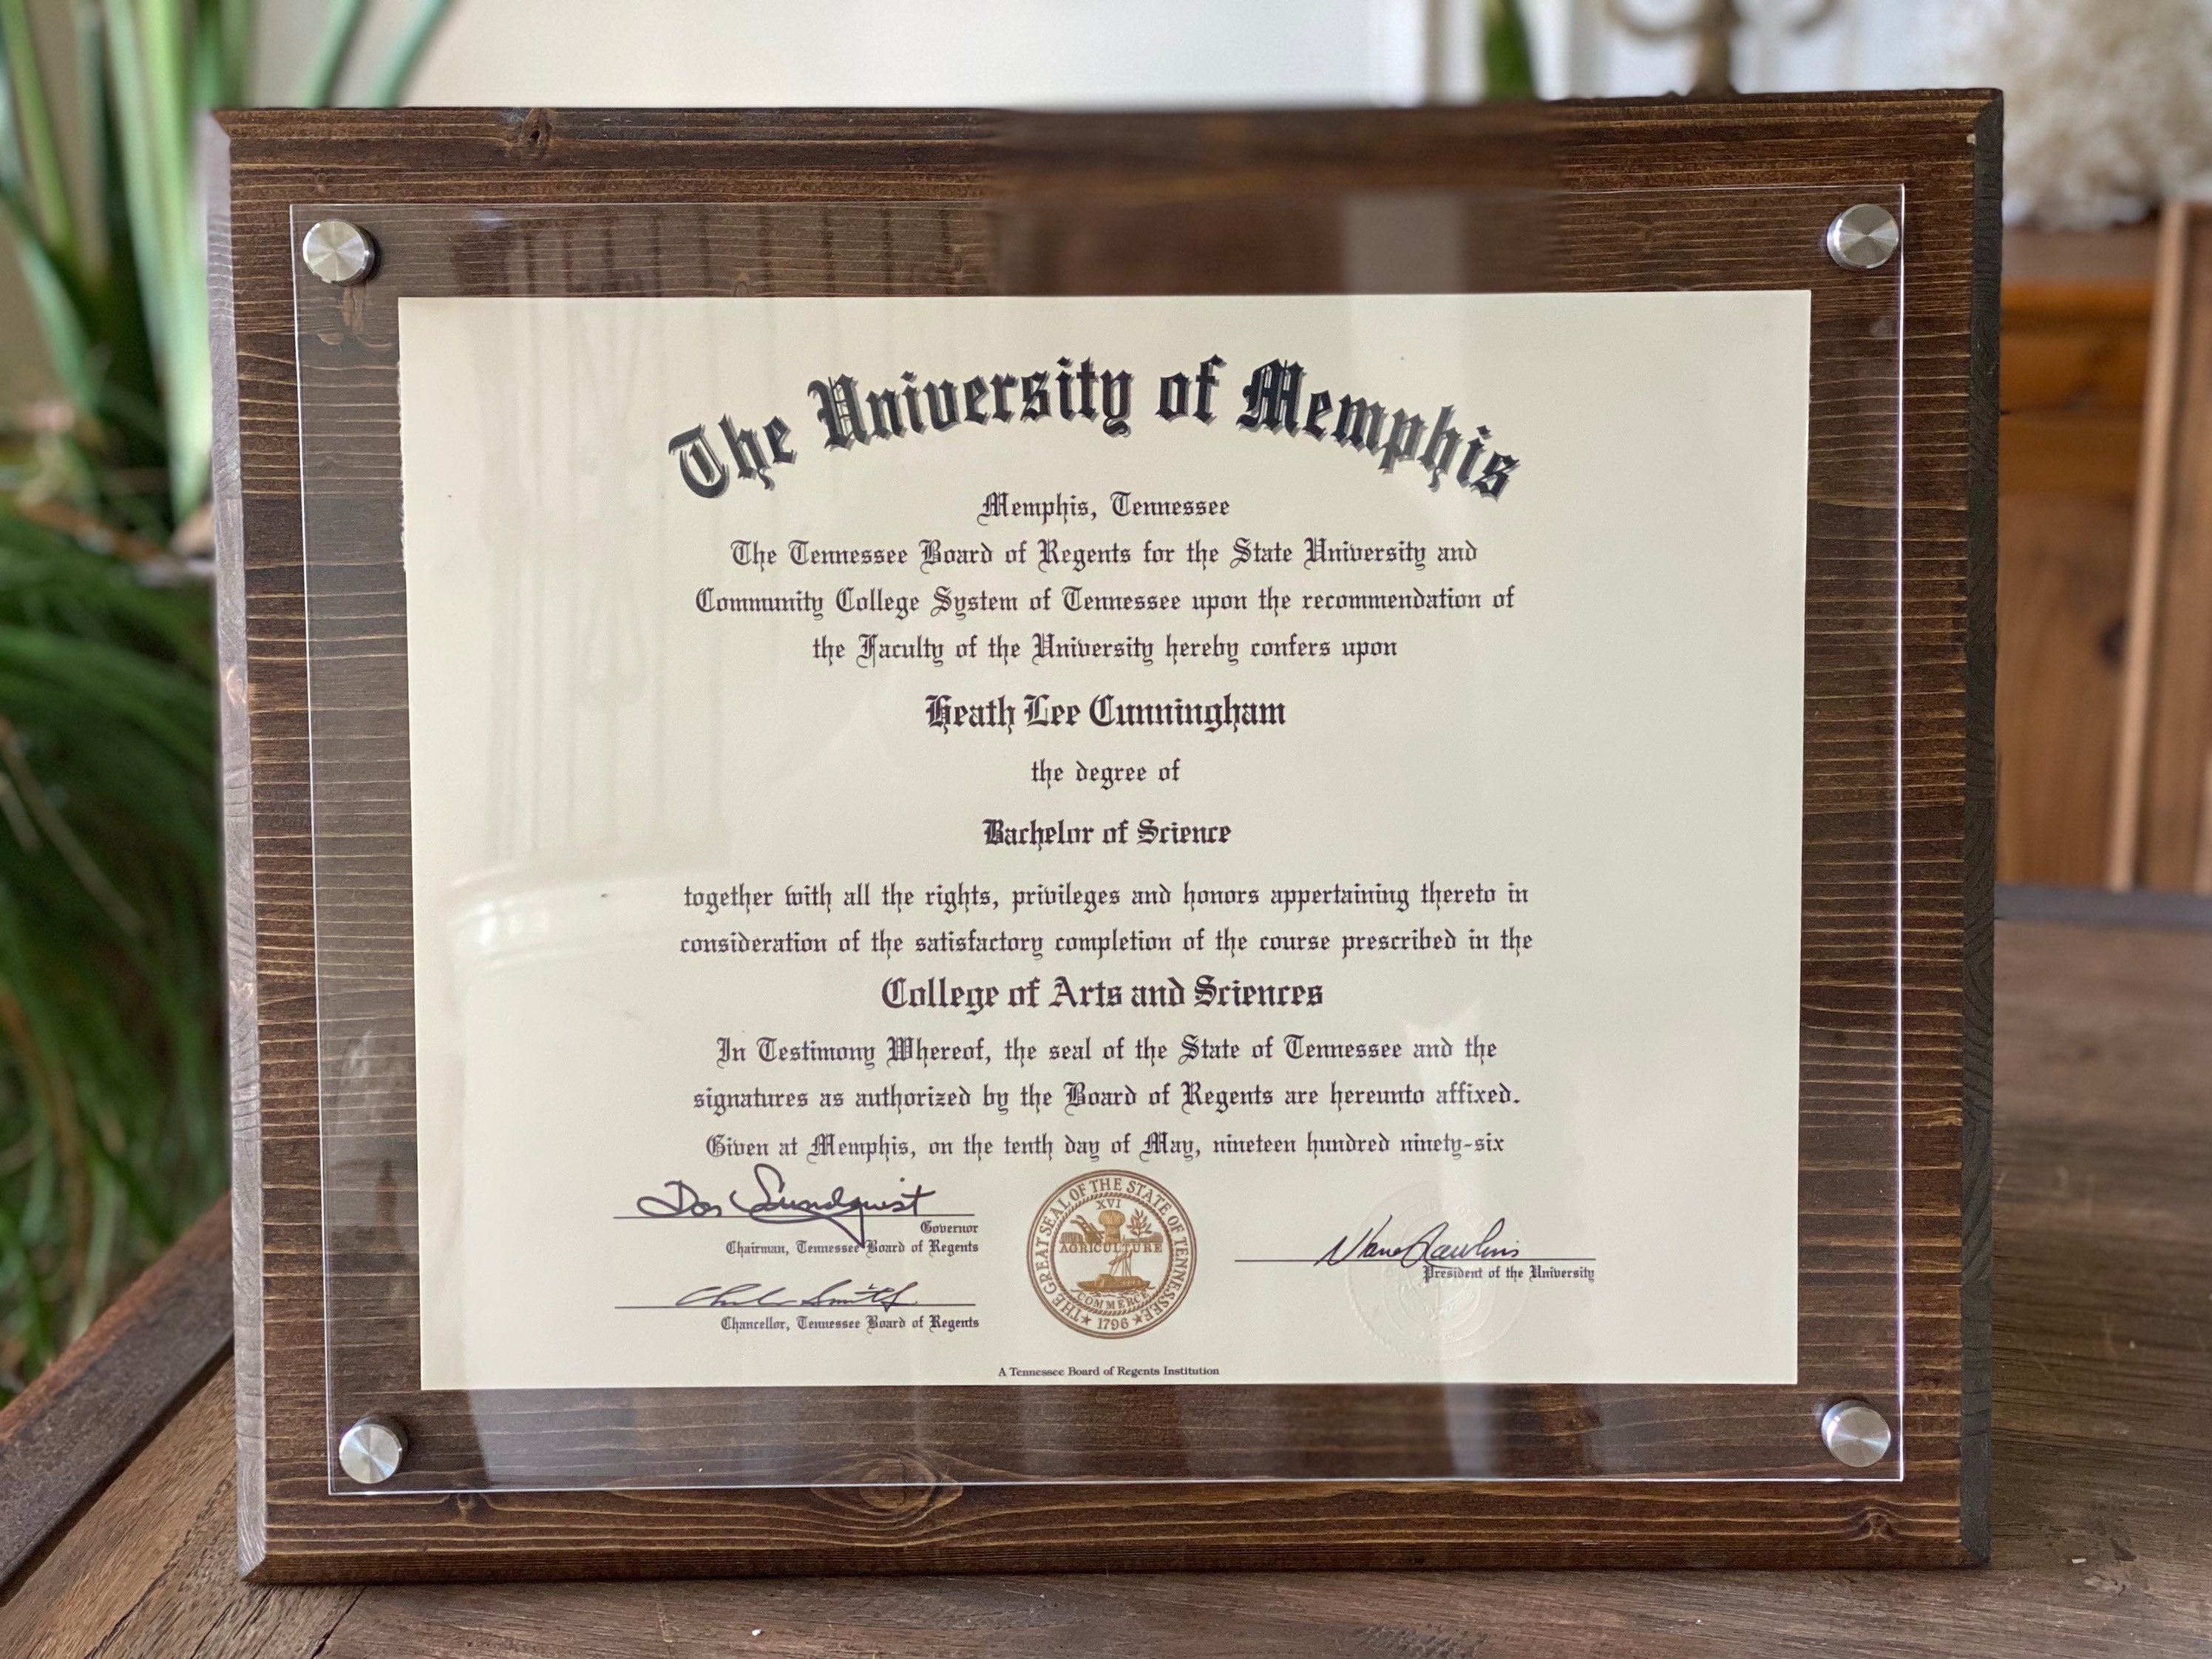 The University of Memphis
Memphis, Tennessee
The Tennessee Board of Regents for the State University and
Community College System of Tennessee upon the recommendation of
the Faculty of the University hereby confers upon
Heath Lee Cunningham
the degree of
Bachelor of Science
together with all the rights, privileges and honors appertaining thereto in
consideration of the satisfactory completion of the course prescribed in the
College of Arts and Sciences
In Testimony Whereof, the seal of the State of Tennessee and the
signatures as authorized by the Board of Regents are hereunto affixed.
Given at Memphis, on the tenth day of May, nineteen hundred ninety-six
Don Sundquist
Governor
Chairman, Tennessee Board of Regents
Smith
Chancellor, Tennessee Board of Regents
THE GREAT SEAL OF THE STATE OF TENNESSEE
XVI
AGRICULTURE
COMMERCE
1796
Rawlins
President of the University
A Tennessee Board of Regents Institution